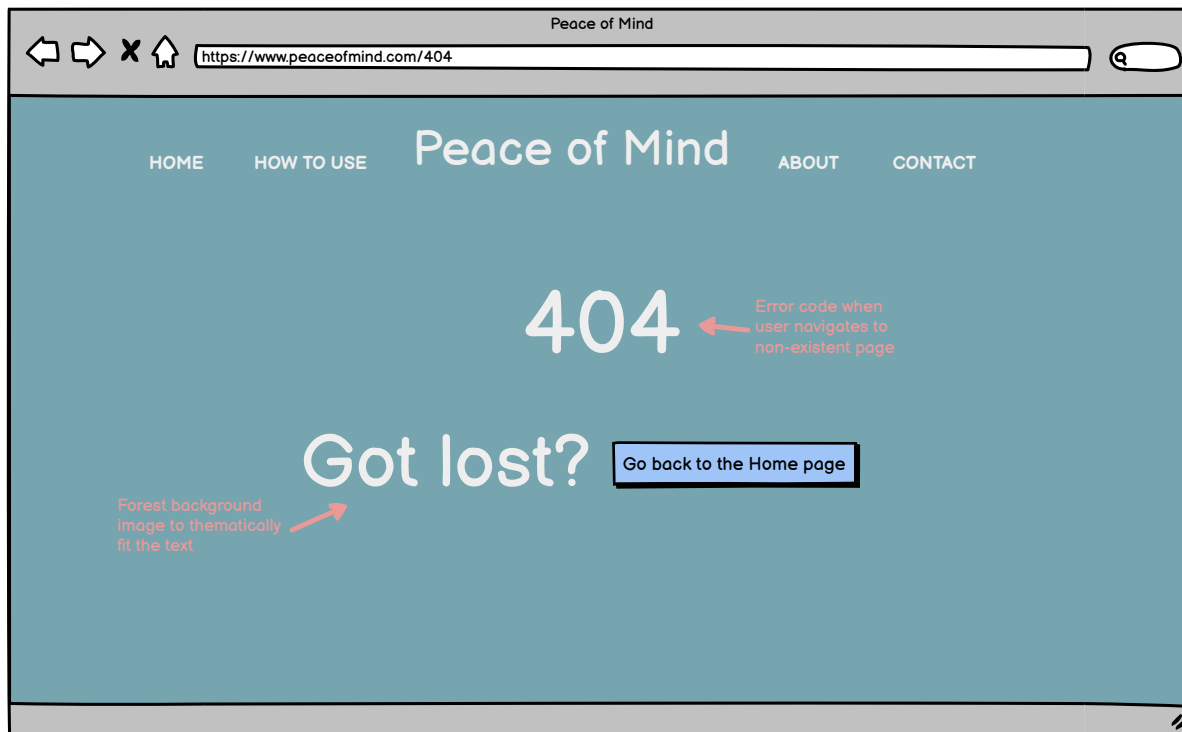 Peace of Mind
https://www.peaceofmind.com/404
HOME HOW TO USE Peace of Mind ABOUT CONTACT
404
Error code when
user navigates to
non-existent page
Got lost? Go back to the Home page
Forest background
image to thematically
fit the text